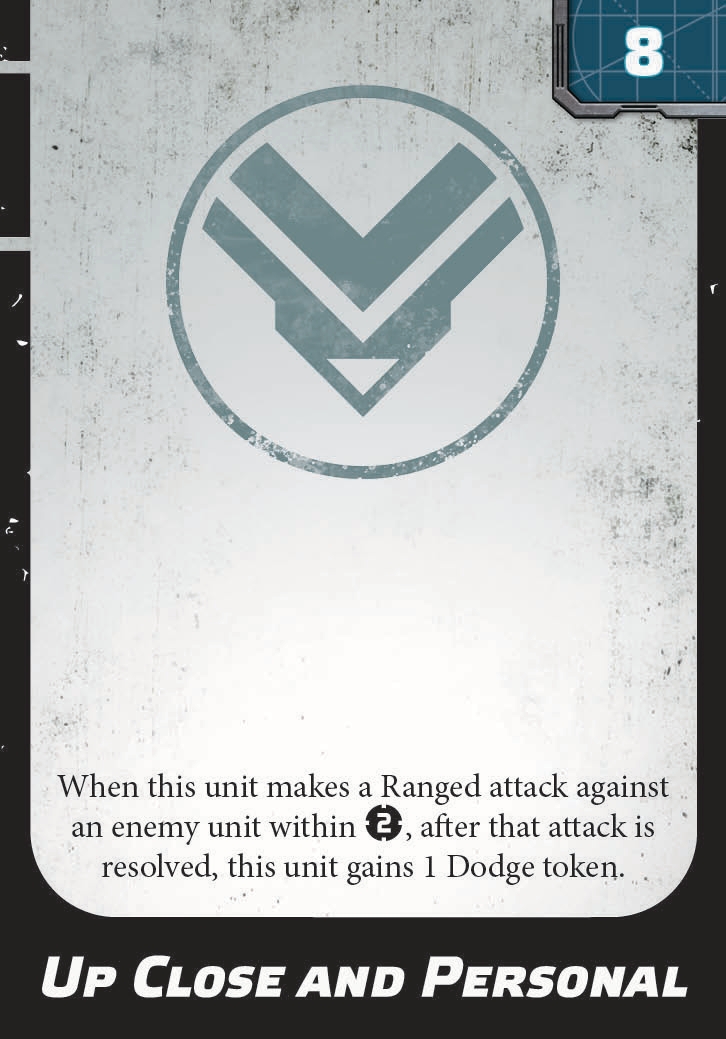 8
When this unit makes a Ranged attack against
an enemy unit within 2, after that attack is
resolved, this unit gains 1 Dodge token.
Up Close and Personal